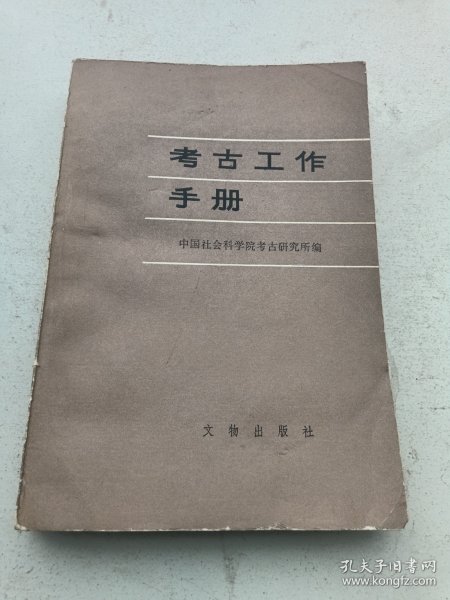 考古工作
手册
中国社会科学院考古研究所编
文物出版社
孔夫子旧书网
www.kongfz.com